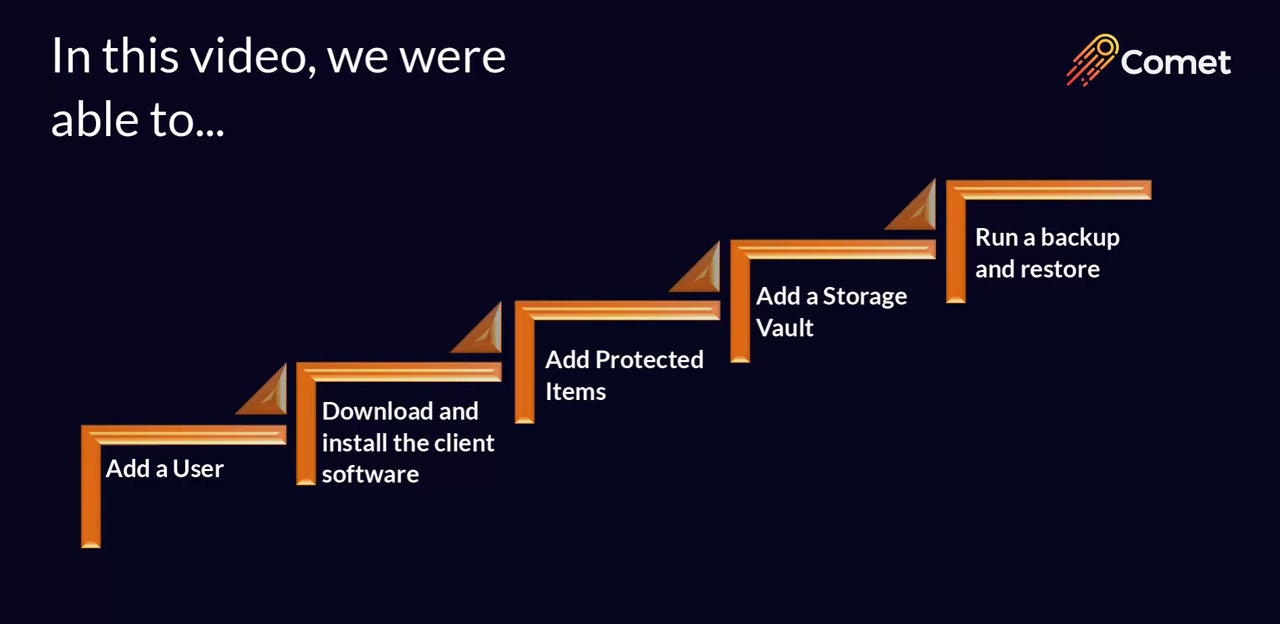 In this video, we were
able to...
Comet
Add a User
Download and
install the client
software
Add Protected
Items
Add a Storage
Vault
Run a backup
and restore